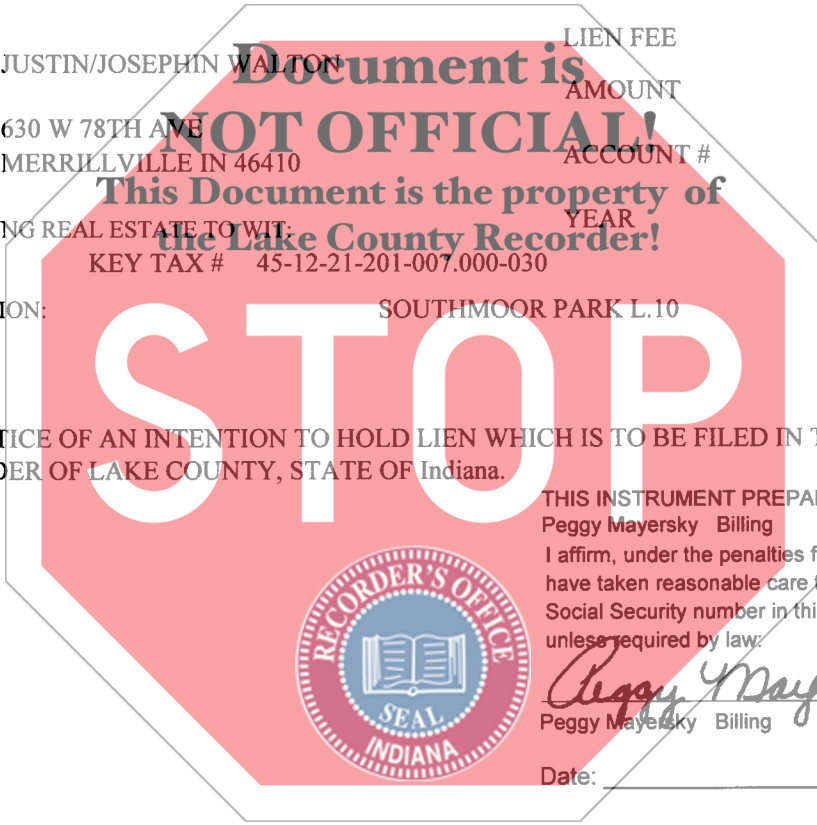 LIEN FEE
JUSTIN/JOSEPHIN WALTON
Document is
AMOUNT
630 W 78TH AVE
NOT OFFICIAL!
MERRILLVILLE IN 46410
ACCOUNT #
This Document is the property of
YEAR
NG REAL ESTATE TO WIT:
the Lake County Recorder!
KEY TAX # 45-12-21-201-007.000-030
ION:
SOUTHMOOR PARK L.10
STOP
TICE OF AN INTENTION TO HOLD LIEN WHICH IS TO BE FILED IN T
DER OF LAKE COUNTY, STATE OF Indiana.
THIS INSTRUMENT PREPA
Peggy Mayersky Billing
I affirm, under the penalties f
have taken reasonable care t
Social Security number in thi
unless required by law:
RECORDER'S OFFICE
SEAL
INDIANA
Peggy May
Peggy Mayersky Billing
Date: